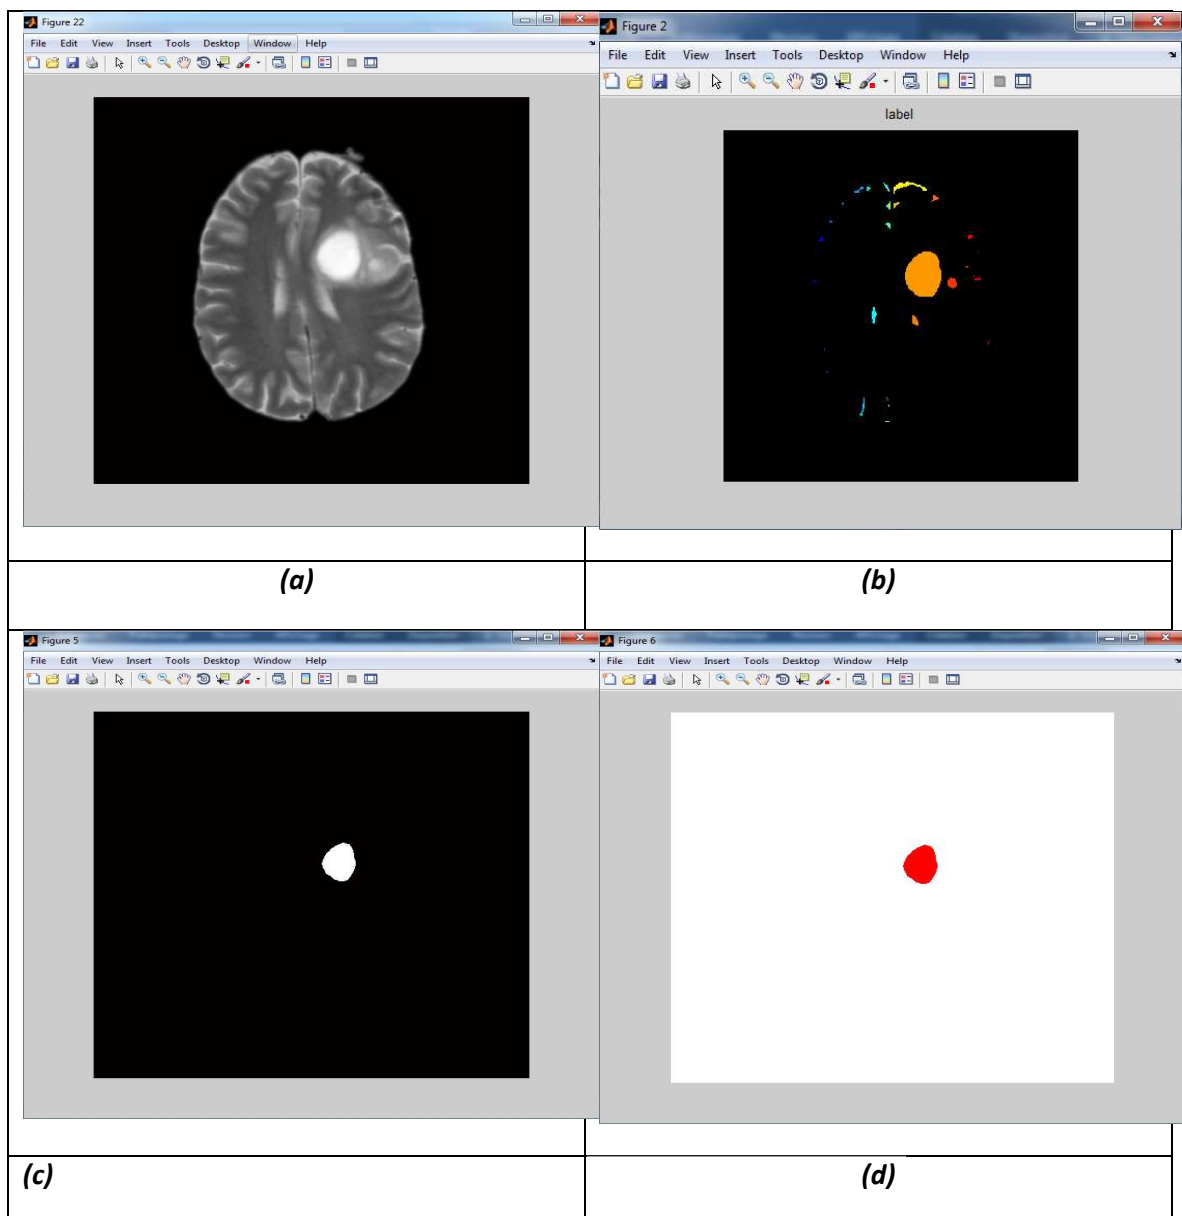 Figure 22
File Edit View Insert Tools Desktop Window Help
Figure 2
File Edit View Insert Tools Desktop Window Help
label
(a)
(b)
Figure 5
File Edit View Insert Tools Desktop Window Help
Figure 6
File Edit View Insert Tools Desktop Window Help
(c)
(d)